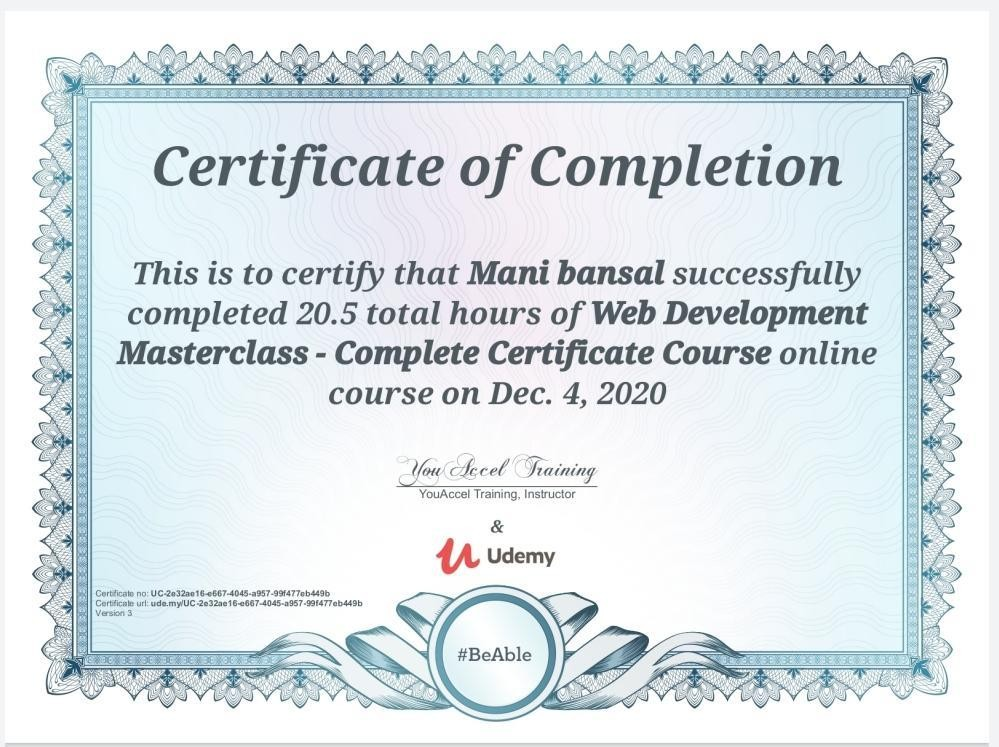 Certificate of Completion
This is to certify that Mani bansal successfully
completed 20.5 total hours of Web Development
Masterclass - Complete Certificate Course online
course on Dec. 4, 2020
YouAccel Training
YouAccel Training, Instructor
&
Udemy
Certificate no: UC-2e32ae16-e667-4045-a957-99f477eb449b
Certificate url: ude.my/UC-2e32ae16-e667-4045-a957-99f477eb449b
Version 3
#BeAble